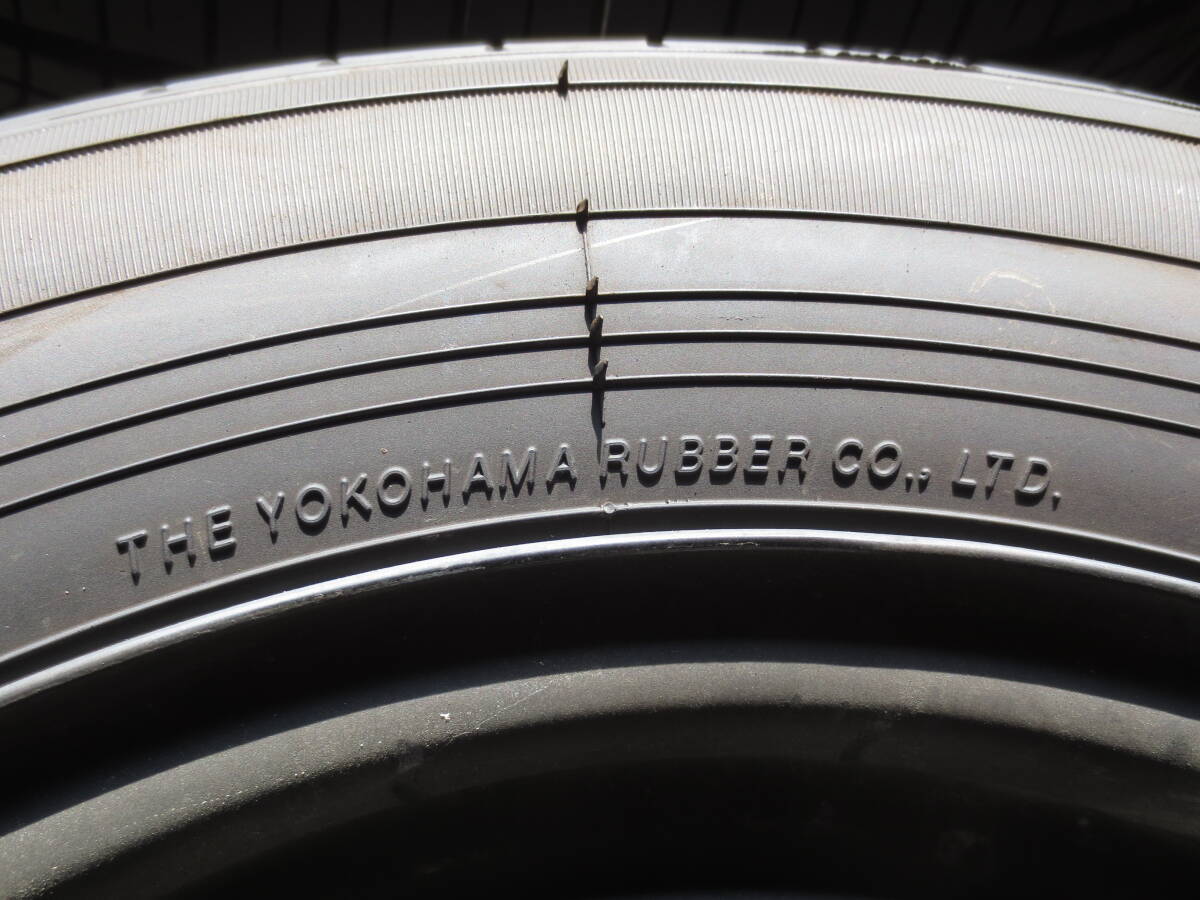 THE YOKOHAMA RUBBER CO., LTD.